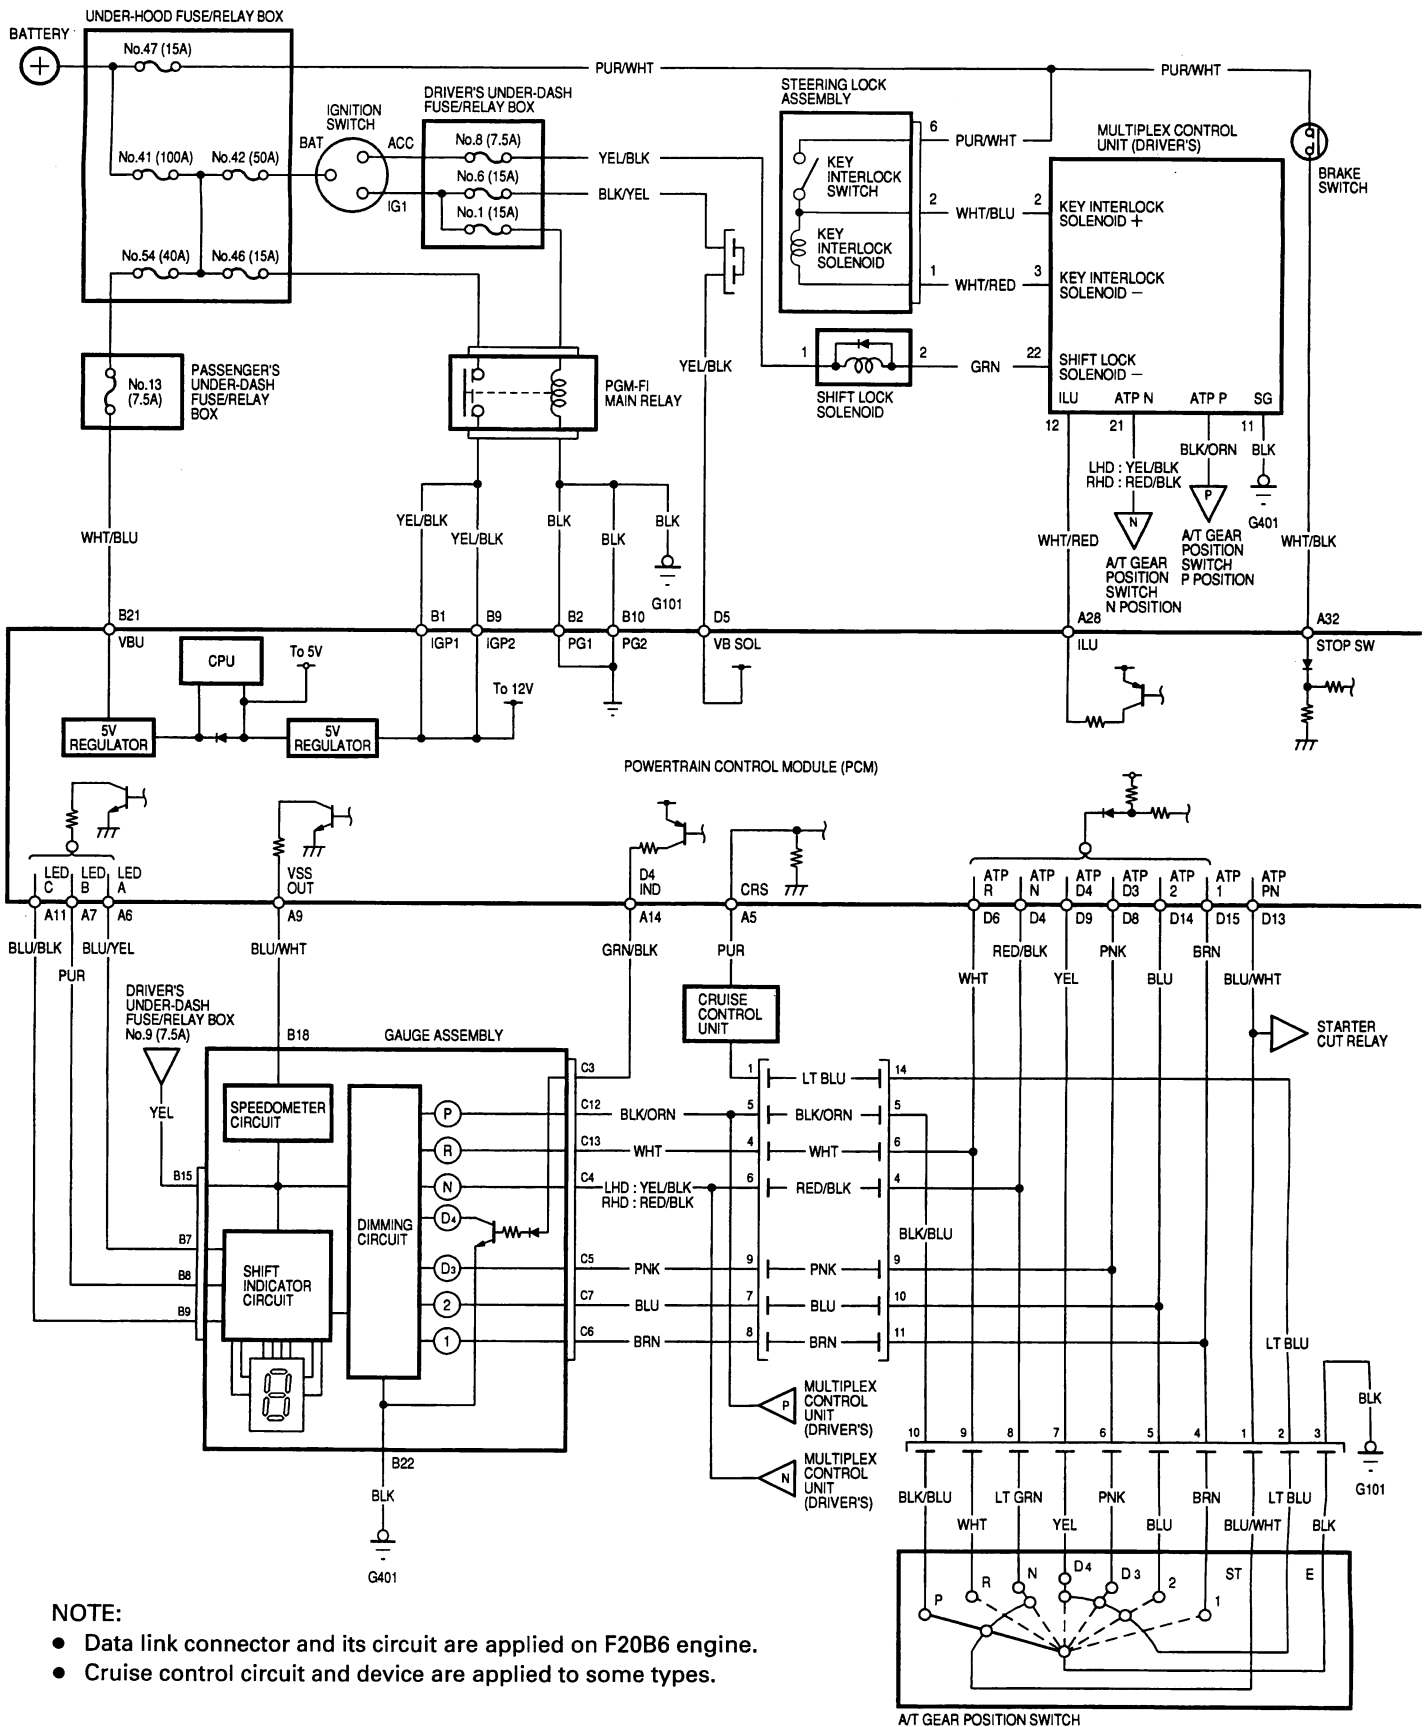 UNDER-HOOD FUSE/RELAY BOX
BATTERY
No.47 (15A)
PUR/WHT
PUR/WHT
STEERING LOCK
ASSEMBLY
DRIVER'S UNDER-DASH
FUSE/RELAY BOX
IGNITION
SWITCH
BAT
ACC
No.8 (7.5A)
YEL/BLK
6
PUR/WHT
MULTIPLEX CONTROL
UNIT (DRIVER'S)
BRAKE
SWITCH
No.41 (100A)
No.42 (50A)
No.6 (15A)
BLK/YEL
IG1
No.1 (15A)
KEY
INTERLOCK
SWITCH
2
WHT/BLU
2
KEY INTERLOCK
SOLENOID +
KEY
INTERLOCK
SOLENOID
No.54 (40A)
No.46 (15A)
1
WHT/RED
3
KEY INTERLOCK
SOLENOID −
YEL/BLK
1
2
GRN
22
SHIFT LOCK
SOLENOID −
SHIFT LOCK
SOLENOID
No.13
(7.5A)
PASSENGER'S
UNDER-DASH
FUSE/RELAY
BOX
PGM-FI
MAIN RELAY
ILU
ATP N
ATP P
SG
12
21
11
BLK/ORN
BLK
LHD : YEL/BLK
RHD : RED/BLK
N
P
G401
WHT/BLU
YEL/BLK
YEL/BLK
BLK
BLK
BLK
G101
WHT/RED
A/T GEAR
POSITION
SWITCH
N POSITION
A/T GEAR
POSITION
SWITCH
P POSITION
WHT/BLK
B21
B1
B9
B2
B10
D5
A28
A32
VBU
IGP1
IGP2
PG1
PG2
VB SOL
ILU
STOP SW
CPU
To 5V
To 12V
5V
REGULATOR
5V
REGULATOR
POWERTRAIN CONTROL MODULE (PCM)
LED
C
LED
B
LED
A
VSS
OUT
D4
IND
CRS
ATP
R
ATP
N
ATP
D4
ATP
D3
ATP
2
ATP
1
ATP
PN
A11
A7
A6
A9
A14
A5
D6
D4
D9
D8
D14
D15
D13
BLU/BLK
PUR
BLU/YEL
BLU/WHT
GRN/BLK
PUR
WHT
RED/BLK
YEL
PNK
BLU
BRN
BLU/WHT
DRIVER'S
UNDER-DASH
FUSE/RELAY BOX
No.9 (7.5A)
CRUISE
CONTROL
UNIT
STARTER
CUT RELAY
B18
GAUGE ASSEMBLY
YEL
SPEEDOMETER
CIRCUIT
C3
1
LT BLU
14
P
C12
BLK/ORN
5
BLK/ORN
5
R
C13
WHT
4
WHT
6
B15
N
C4
LHD : YEL/BLK
RHD : RED/BLK
6
RED/BLK
4
D4
DIMMING
CIRCUIT
BLK/BLU
B7
SHIFT
INDICATOR
CIRCUIT
D3
C5
PNK
9
PNK
9
B8
2
C7
BLU
7
BLU
10
B9
1
C6
BRN
8
BRN
11
LT BLU
8
P
MULTIPLEX
CONTROL
UNIT
(DRIVER'S)
BLK
G101
N
MULTIPLEX
CONTROL
UNIT
(DRIVER'S)
B22
BLK
G401
10
9
8
7
6
5
4
1
2
3
BLK/BLU
WHT
LT GRN
YEL
PNK
BLU
BRN
BLU/WHT
LT BLU
BLK
P
R
N
D4
D3
2
1
ST
E
A/T GEAR POSITION SWITCH
NOTE:
● Data link connector and its circuit are applied on F20B6 engine.
● Cruise control circuit and device are applied to some types.